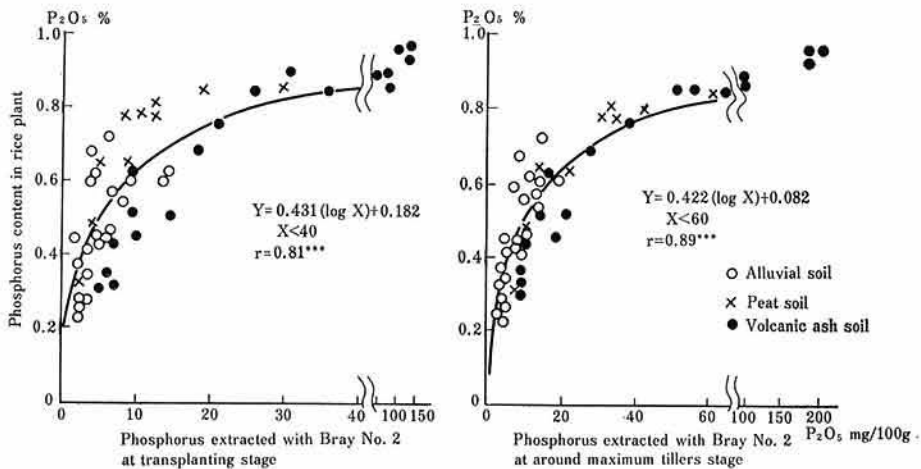 P₂O₅ %
1.0
0.8
0.6
0.4
0.2
0
Phosphorus content in rice plant
Y=0.431(log X)+0.182
X<40
r=0.81***
0 10 20 30 40 100 150
Phosphorus extracted with Bray No. 2
at transplanting stage
P₂O₅ %
1.0
0.8
0.6
0.4
0.2
0
Y=0.422(log X)+0.082
X<60
r=0.89***
○ Alluvial soil
× Peat soil
● Volcanic ash soil
0 20 40 60 100 200
Phosphorus extracted with Bray No. 2
at around maximum tillers stage
P₂O₅ mg/100g.